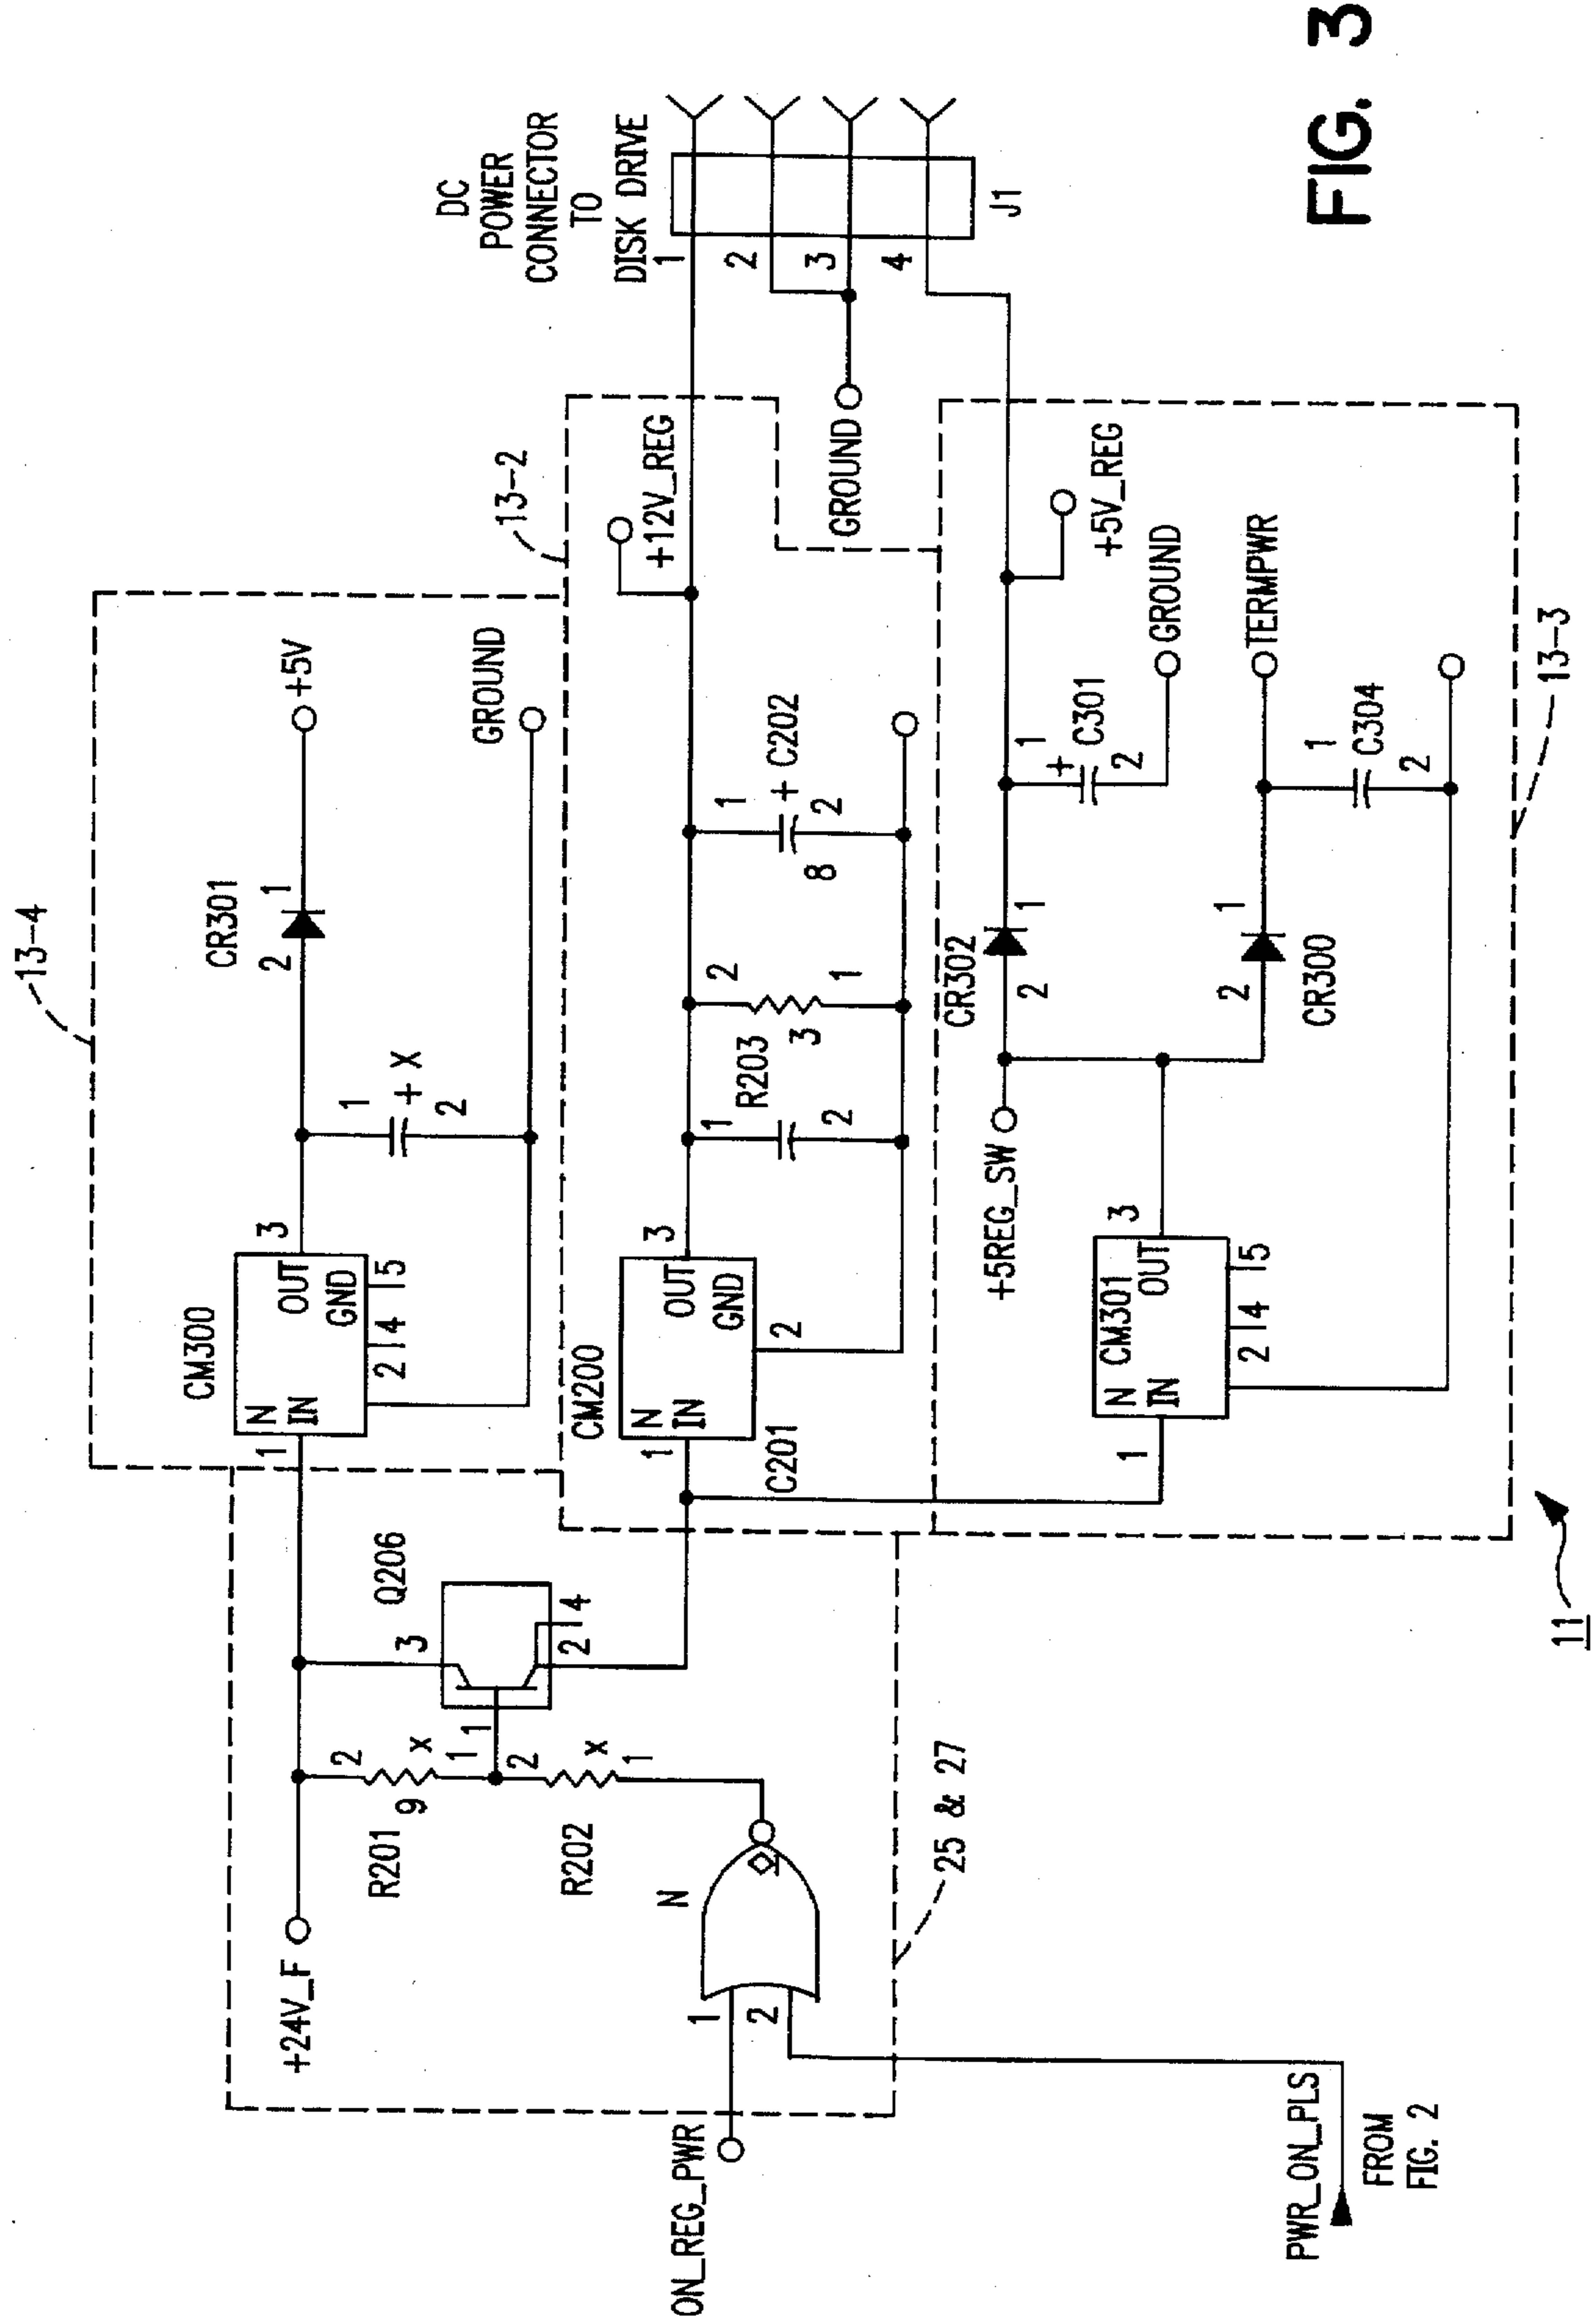 13-4
CM300
N
IN
OUT
GND
1
3
2
4
5
1
+ X
2
CR301
2
1
+5V
GROUND
13-2
DC
POWER
CONNECTOR
TO
DISK DRIVE
1
2
3
4
J1
+24V_F
R201
2
9
X
1
Q206
3
1
2
4
R202
2
X
1
N
1
2
ON_REG_PWR
25 & 27
PWR_ON_PLS
FROM
FIG. 2
CM200
N
IN
OUT
GND
1
3
2
C201
1
2
R203
2
3
1
1
+ C202
2
8
+12V_REG
GROUND
+5REG_SW
CM301
N
IN
OUT
1
3
2
4
5
CR302
2
1
CR300
2
1
1
+
C301
2
GROUND
+5V_REG
TERMPWR
1
C304
2
13-3
11
FIG. 3